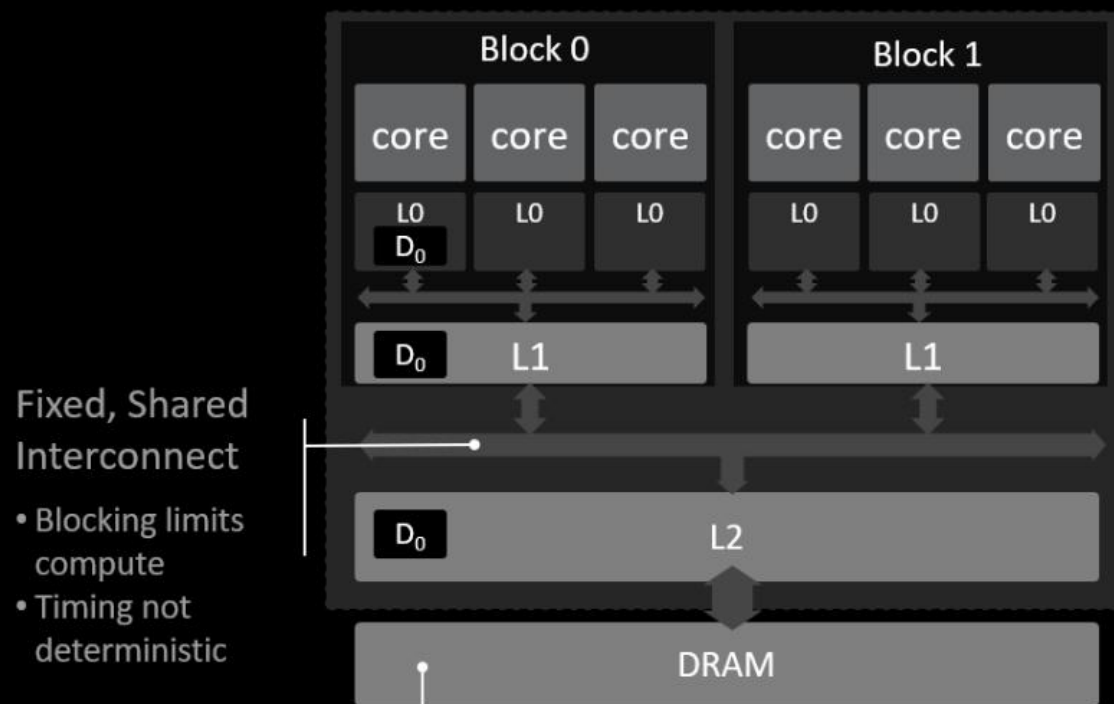 Block 0
Block 1
core core core
core core core
L0 L0 L0
L0 L0 L0
D₀
D₀ L1
L1
Fixed, Shared
Interconnect
• Blocking limits
compute
• Timing not
deterministic
D₀ L2
DRAM